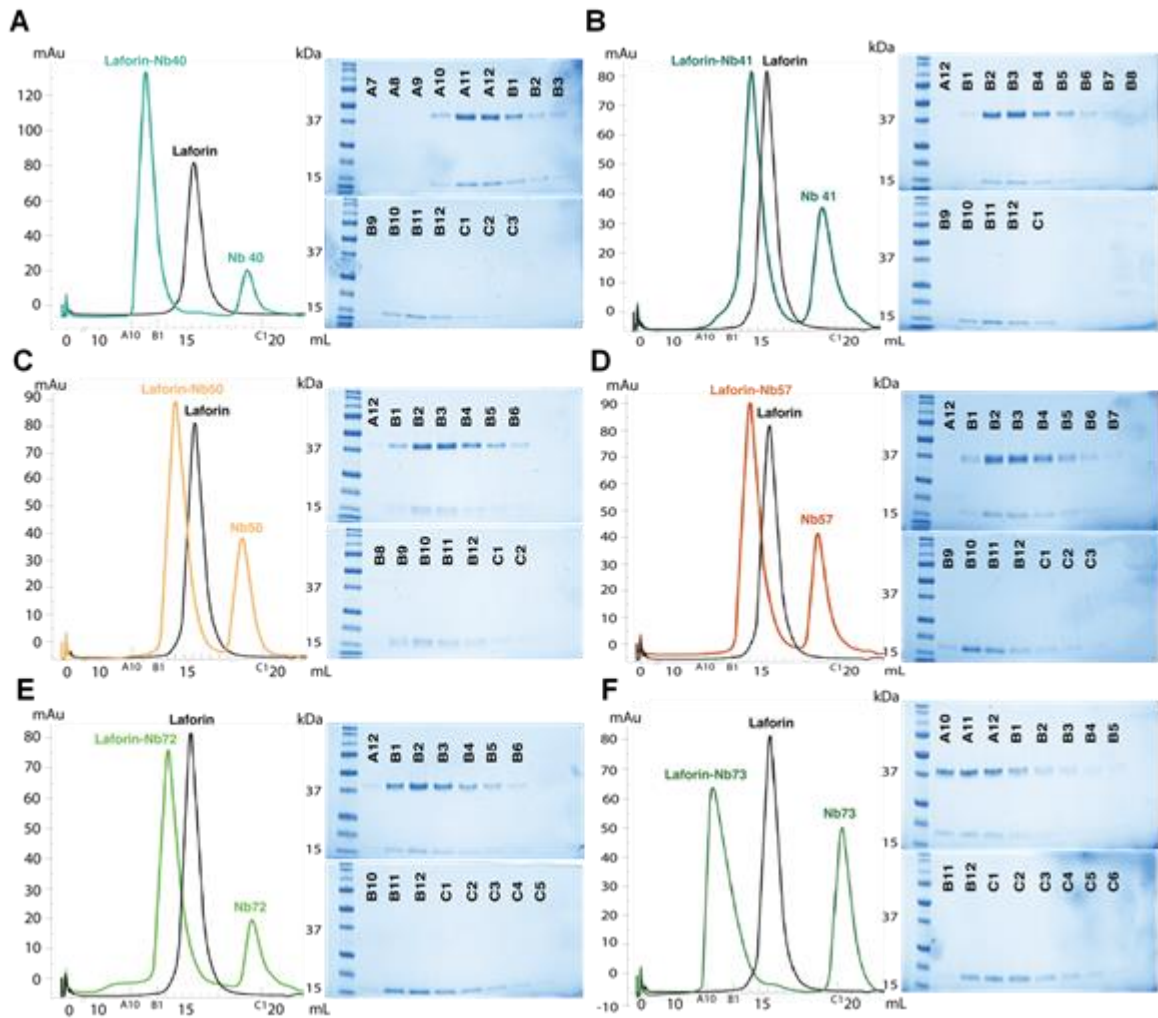 A
mAu
Laforin-Nb40
Laforin
Nb 40
120
100
80
60
40
20
0
0 10 A10 B1 15 C1 20 mL
kDa
37
15
A7 A8 A9 A10 A11 A12 B1 B2 B3
37
15
B9 B10 B11 B12 C1 C2 C3
B
mAu
Laforin-Nb41
Laforin
Nb 41
80
70
60
50
40
30
20
10
0
0 10 A10 B1 15 C1 20 mL
kDa
37
15
A12 B1 B2 B3 B4 B5 B6 B7 B8
37
15
B9 B10 B11 B12 C1
C
mAu
Laforin-Nb50
Laforin
Nb50
90
80
70
60
50
40
30
20
10
0
0 10 A10 B1 15 C1 20 mL
kDa
37
15
A12 B1 B2 B3 B4 B5 B6
37
15
B8 B9 B10 B11 B12 C1 C2
D
mAu
Laforin-Nb57
Laforin
Nb57
90
80
70
60
50
40
30
20
10
0
0 10 A10 B1 15 C1 20 mL
kDa
37
15
A12 B1 B2 B3 B4 B5 B6 B7
37
15
B9 B10 B11 B12 C1 C2 C3
E
mAu
Laforin
Laforin-Nb72
Nb72
80
70
60
50
40
30
20
10
0
0 10 A10 B1 15 C1 20 mL
kDa
37
15
A12 B1 B2 B3 B4 B5 B6
37
15
B10 B11 B12 C1 C2 C3 C4 C5
F
mAu
Laforin
Laforin-Nb73
Nb73
90
80
70
60
50
40
30
20
10
0
-10
0 10 A10 B1 15 C1 20 mL
kDa
37
15
A10 A11 A12 B1 B2 B3 B4 B5
37
15
B11 B12 C1 C2 C3 C4 C5 C6